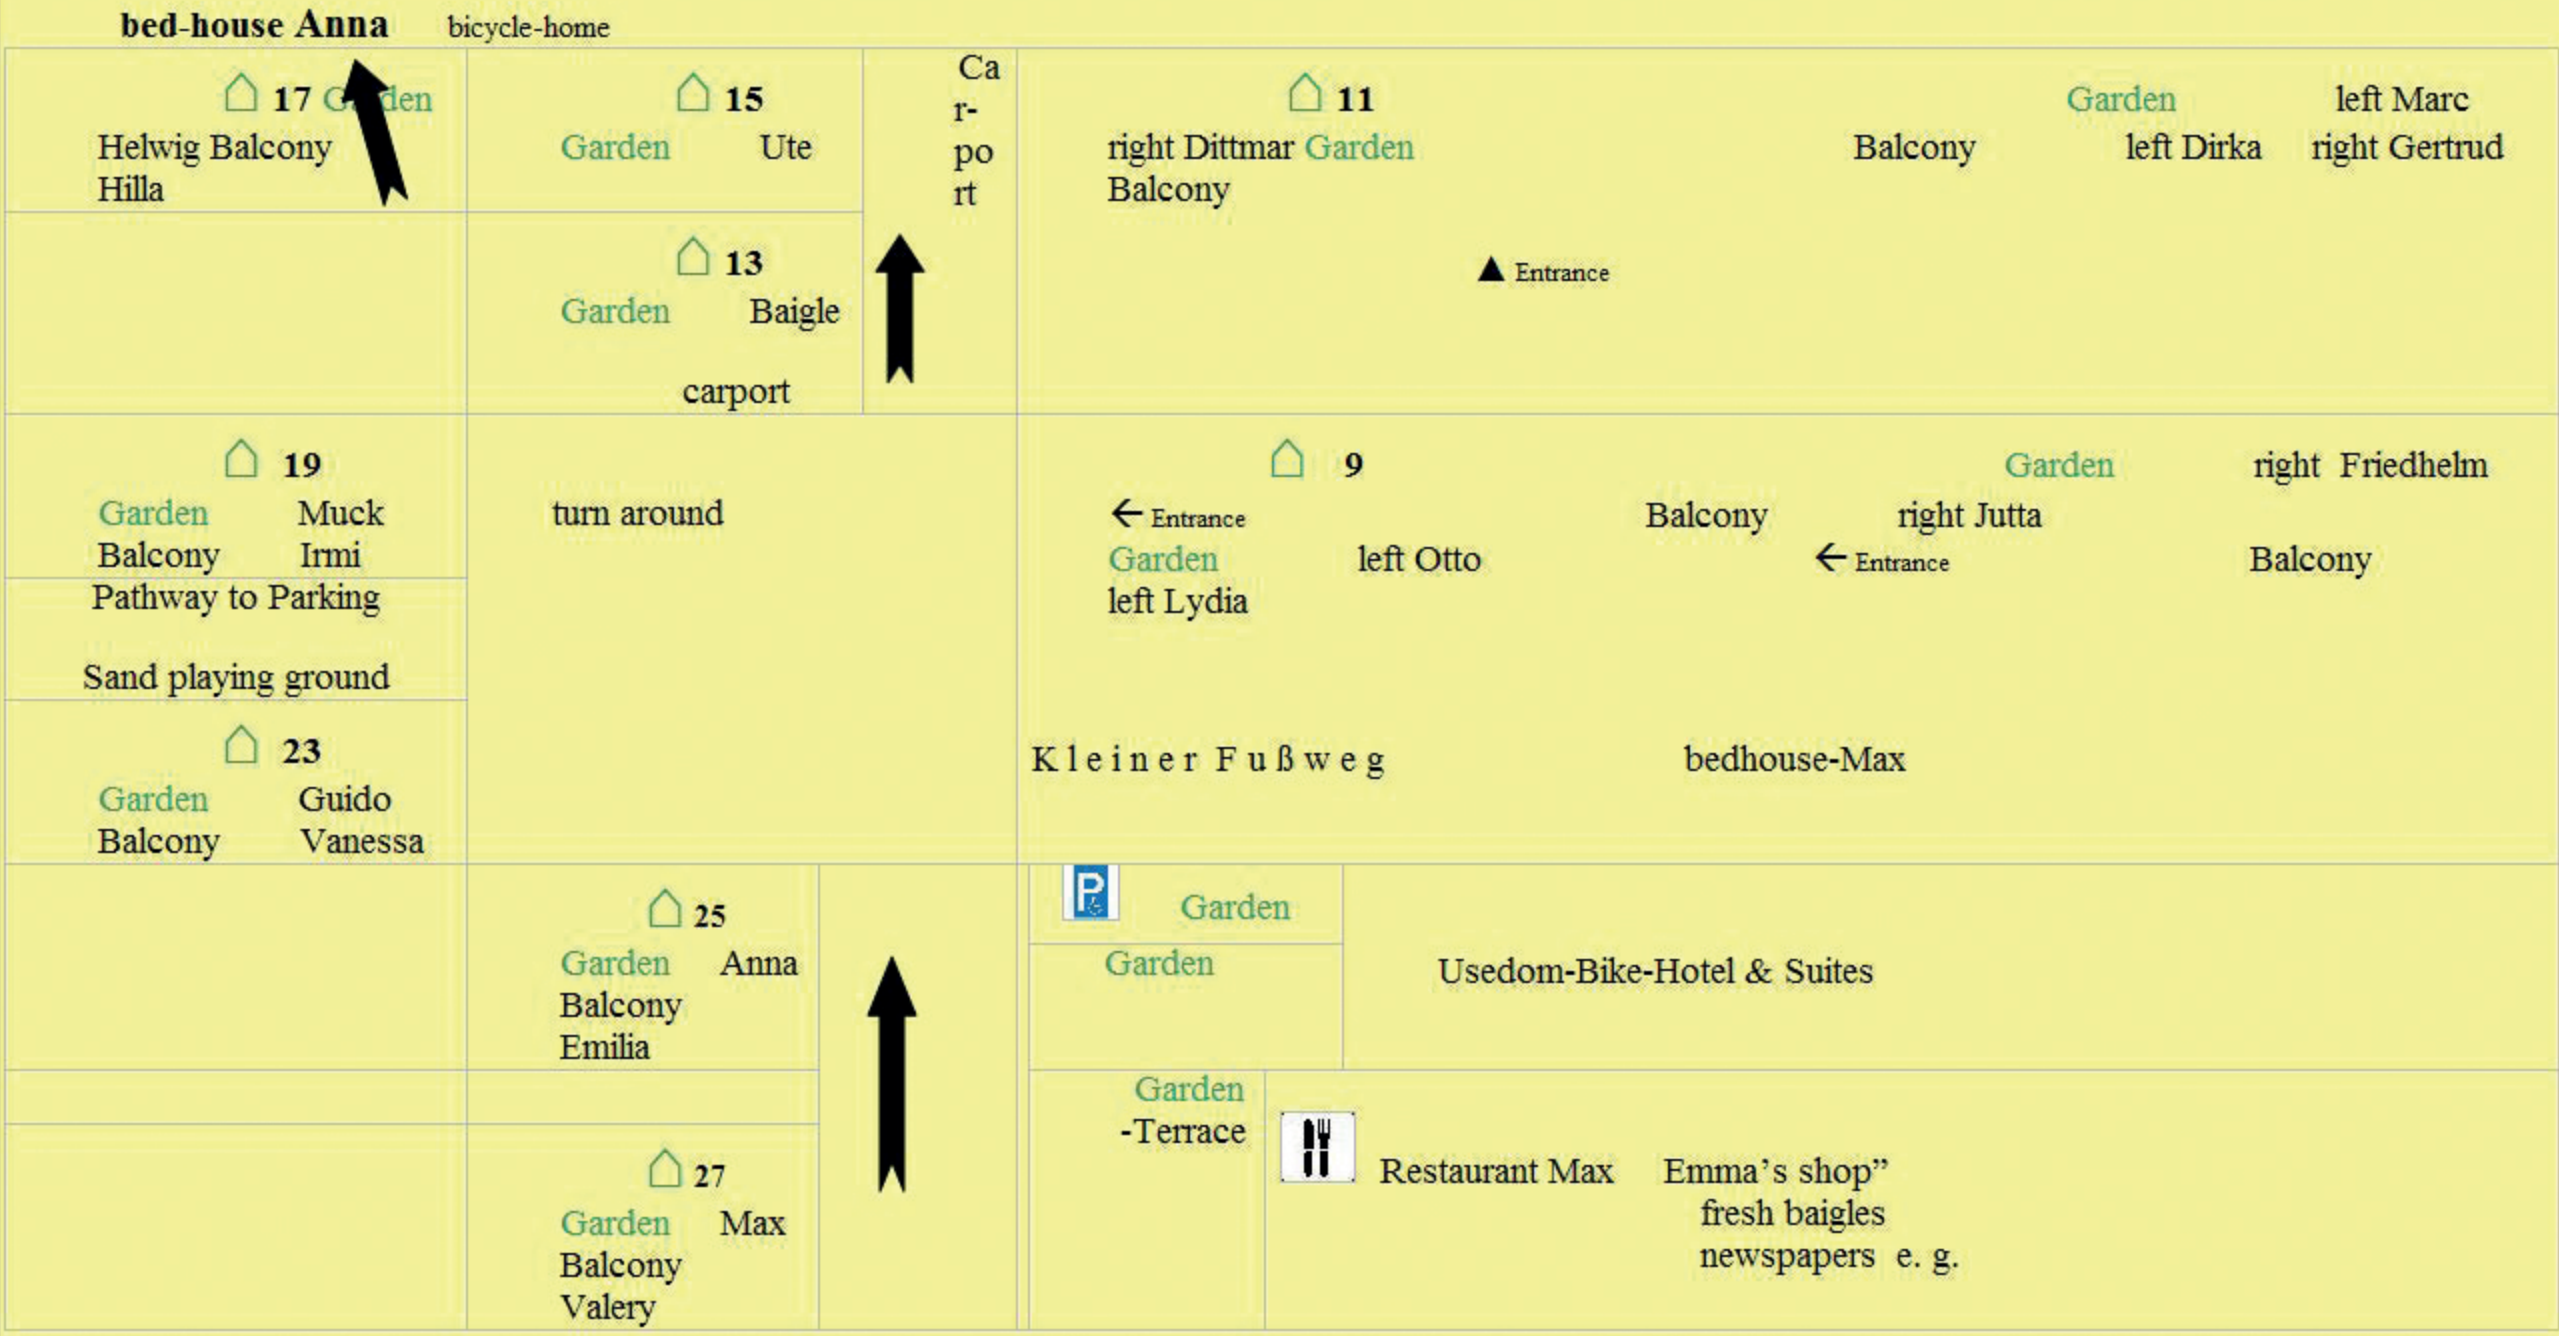 bed-house Anna bicycle-home
17 Garden
Helwig Balcony
Hilla
15
Garden Ute
Ca
r-
po
rt
11
right Dittmar Garden
Balcony
Garden left Marc
Balcony left Dirka right Gertrud
Entrance
13
Garden Baigle
carport
19
Garden Muck
Balcony Irmi
Pathway to Parking
Sand playing ground
turn around
9
← Entrance
Garden left Otto
left Lydia
Garden right Friedhelm
Balcony right Jutta
← Entrance Balcony
23
Garden Guido
Balcony Vanessa
Kleiner Fußweg bedhouse-Max
25
Garden Anna
Balcony
Emilia
P
Garden
Garden
Usedom-Bike-Hotel & Suites
27
Garden Max
Balcony
Valery
Garden
-Terrace
Restaurant Max Emma’s shop”
fresh baigles
newspapers e. g.